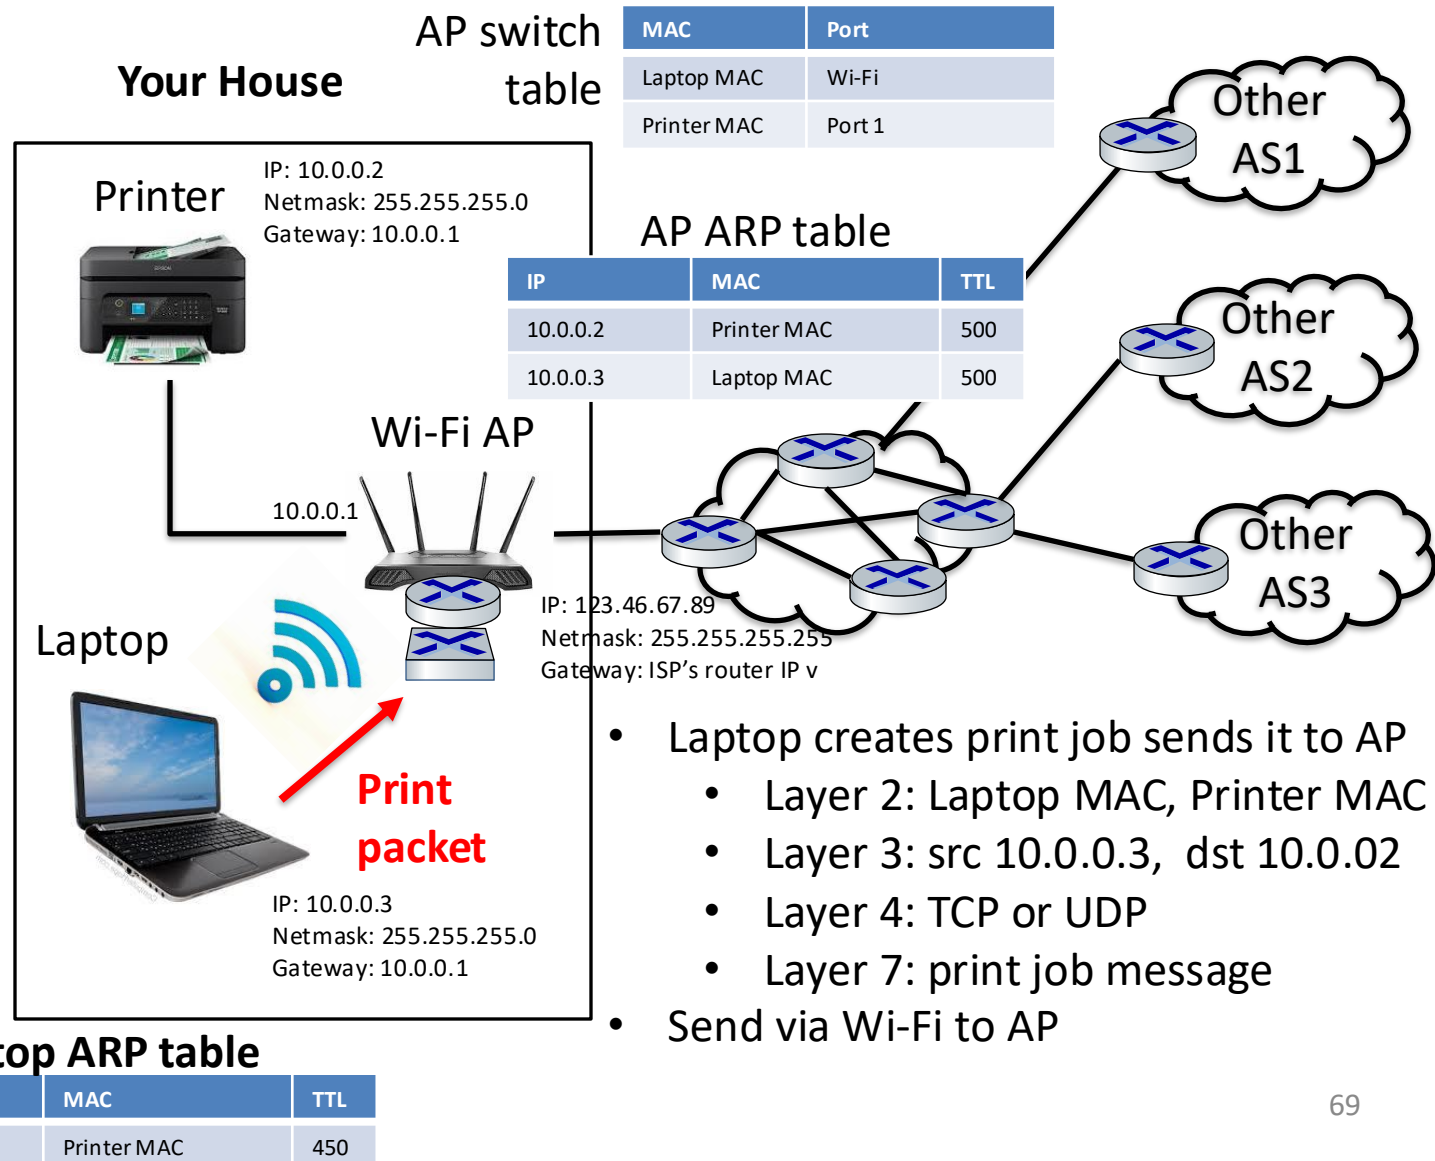 AP switch
table
MAC Port
Laptop MAC Wi-Fi
Printer MAC Port 1
Your House
Other
AS1
Printer
IP: 10.0.0.2
Netmask: 255.255.255.0
Gateway: 10.0.0.1
AP ARP table
IP MAC TTL
10.0.0.2 Printer MAC 500
10.0.0.3 Laptop MAC 500
Other
AS2
Wi-Fi AP
10.0.0.1
Other
AS3
IP: 123.46.67.89
Netmask: 255.255.255.255
Gateway: ISP's router IP v
Laptop
Print
packet
IP: 10.0.0.3
Netmask: 255.255.255.0
Gateway: 10.0.0.1
• Laptop creates print job sends it to AP
• Layer 2: Laptop MAC, Printer MAC
• Layer 3: src 10.0.0.3, dst 10.0.02
• Layer 4: TCP or UDP
• Layer 7: print job message
• Send via Wi-Fi to AP
top ARP table
MAC TTL
Printer MAC 450
69